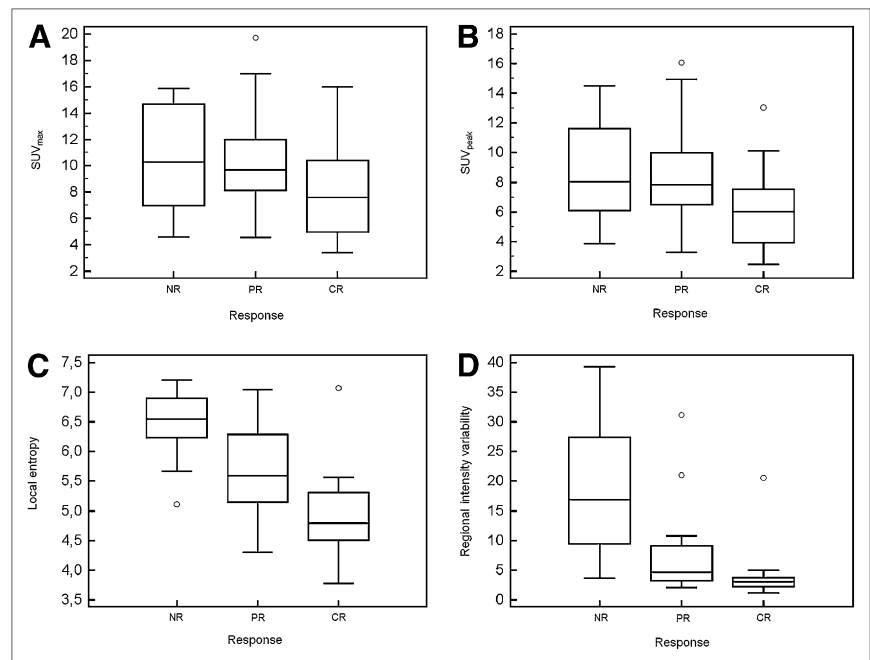 A
20
18
16
14
12
10
8
6
4
2
SUVmax
NR PR CR
Response
B
18
16
14
12
10
8
6
4
2
SUVpeak
NR PR CR
Response
C
7,5
7,0
6,5
6,0
5,5
5,0
4,5
4,0
3,5
Local entropy
NR PR CR
Response
D
40
35
30
25
20
15
10
5
0
Regional intensity variability
NR PR CR
Response